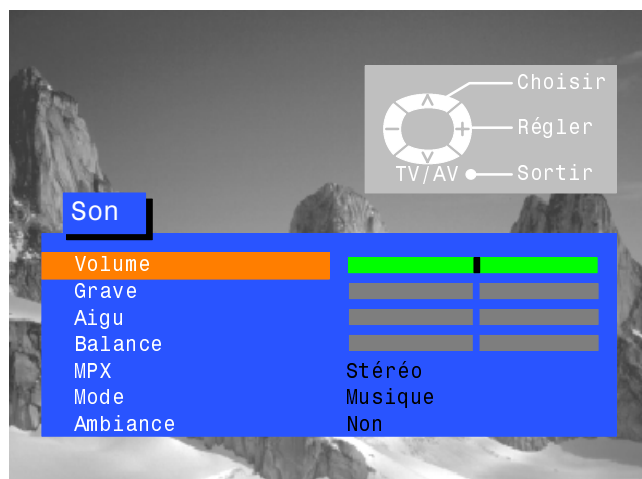 Choisir
Régler
TV/AV Sortir
Son
Volume
Grave
Aigu
Balance
MPX Stéréo
Mode Musique
Ambiance Non